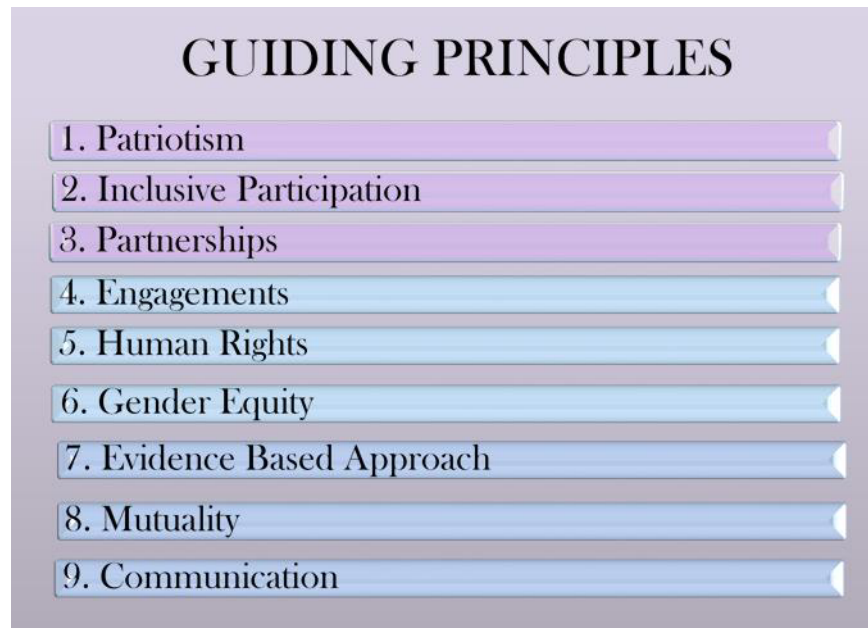 GUIDING PRINCIPLES
1. Patriotism
2. Inclusive Participation
3. Partnerships
4. Engagements
5. Human Rights
6. Gender Equity
7. Evidence Based Approach
8. Mutuality
9. Communication